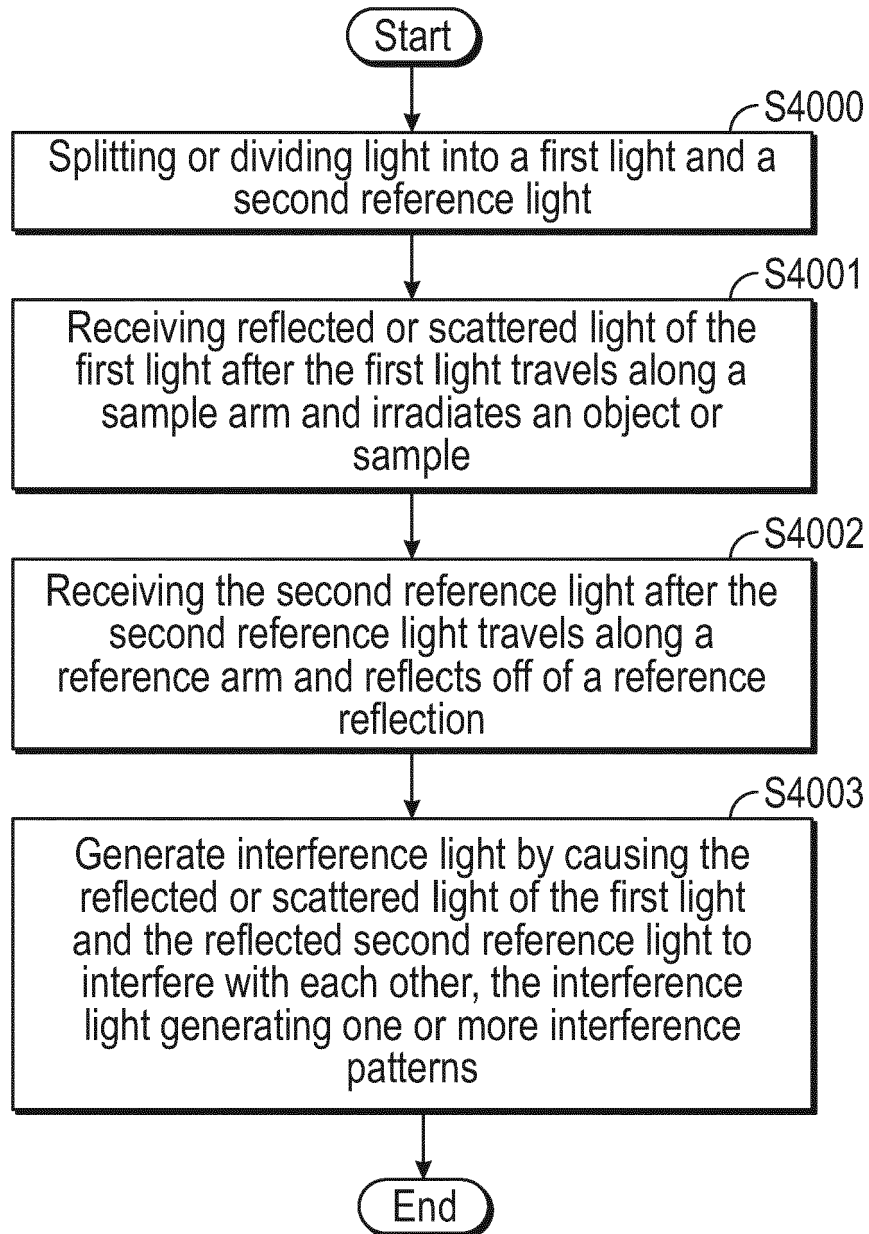 Start
S4000
Splitting or dividing light into a first light and a
second reference light
S4001
Receiving reflected or scattered light of the
first light after the first light travels along a
sample arm and irradiates an object or
sample
S4002
Receiving the second reference light after the
second reference light travels along a
reference arm and reflects off of a reference
reflection
S4003
Generate interference light by causing the
reflected or scattered light of the first light
and the reflected second reference light to
interfere with each other, the interference
light generating one or more interference
patterns
End